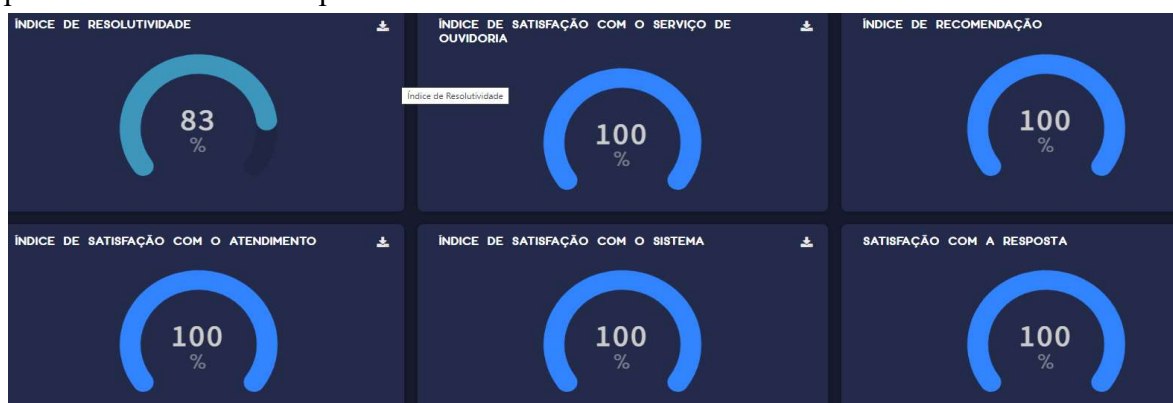 ÍNDICE DE RESOLUTIVIDADE
83
%
ÍNDICE DE SATISFAÇÃO COM O SERVIÇO DE
OUVIDORIA
Índice de Resolutividade
100
%
ÍNDICE DE RECOMENDAÇÃO
100
%
ÍNDICE DE SATISFAÇÃO COM O ATENDIMENTO
100
%
ÍNDICE DE SATISFAÇÃO COM O SISTEMA
100
%
SATISFAÇÃO COM A RESPOSTA
100
%